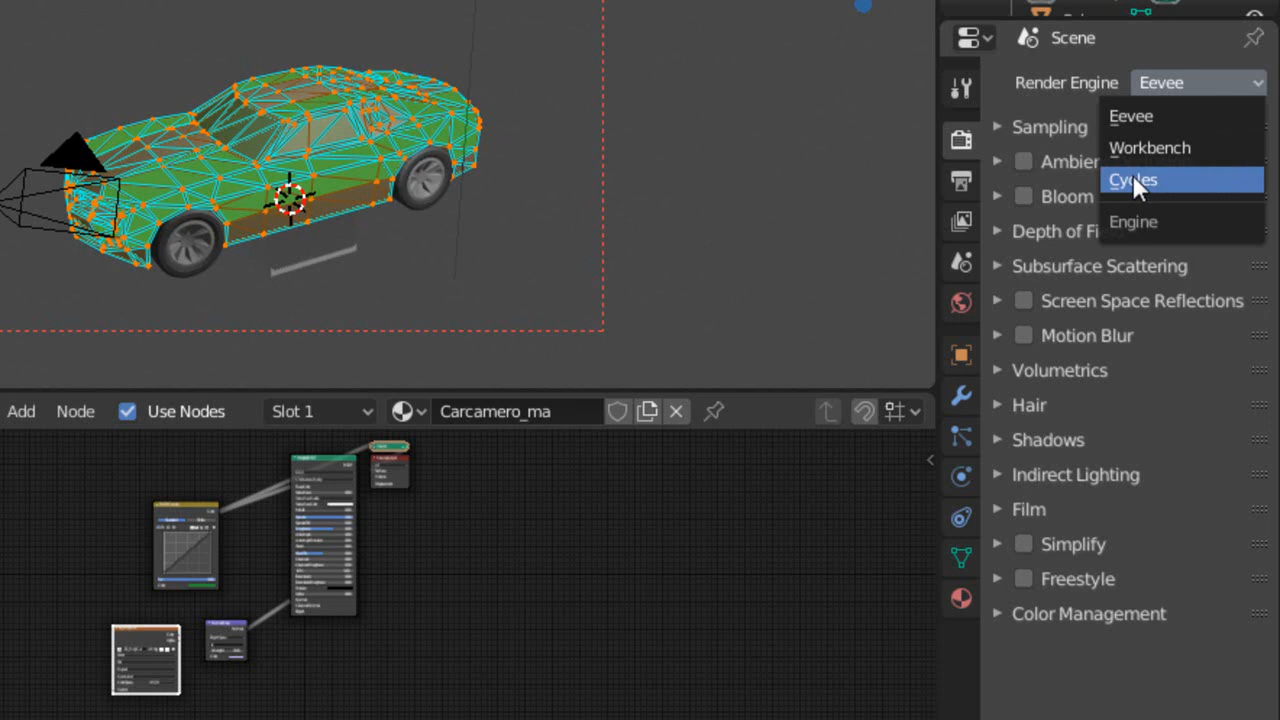 Scene
Render Engine Eevee
Eevee
Workbench
Cycles
Engine
Sampling
Ambien
Bloom
Depth of Fi
Subsurface Scattering
Screen Space Reflections
Motion Blur
Volumetrics
Hair
Shadows
Indirect Lighting
Film
Simplify
Freestyle
Color Management
Add Node Use Nodes Slot 1 Carcamero_ma